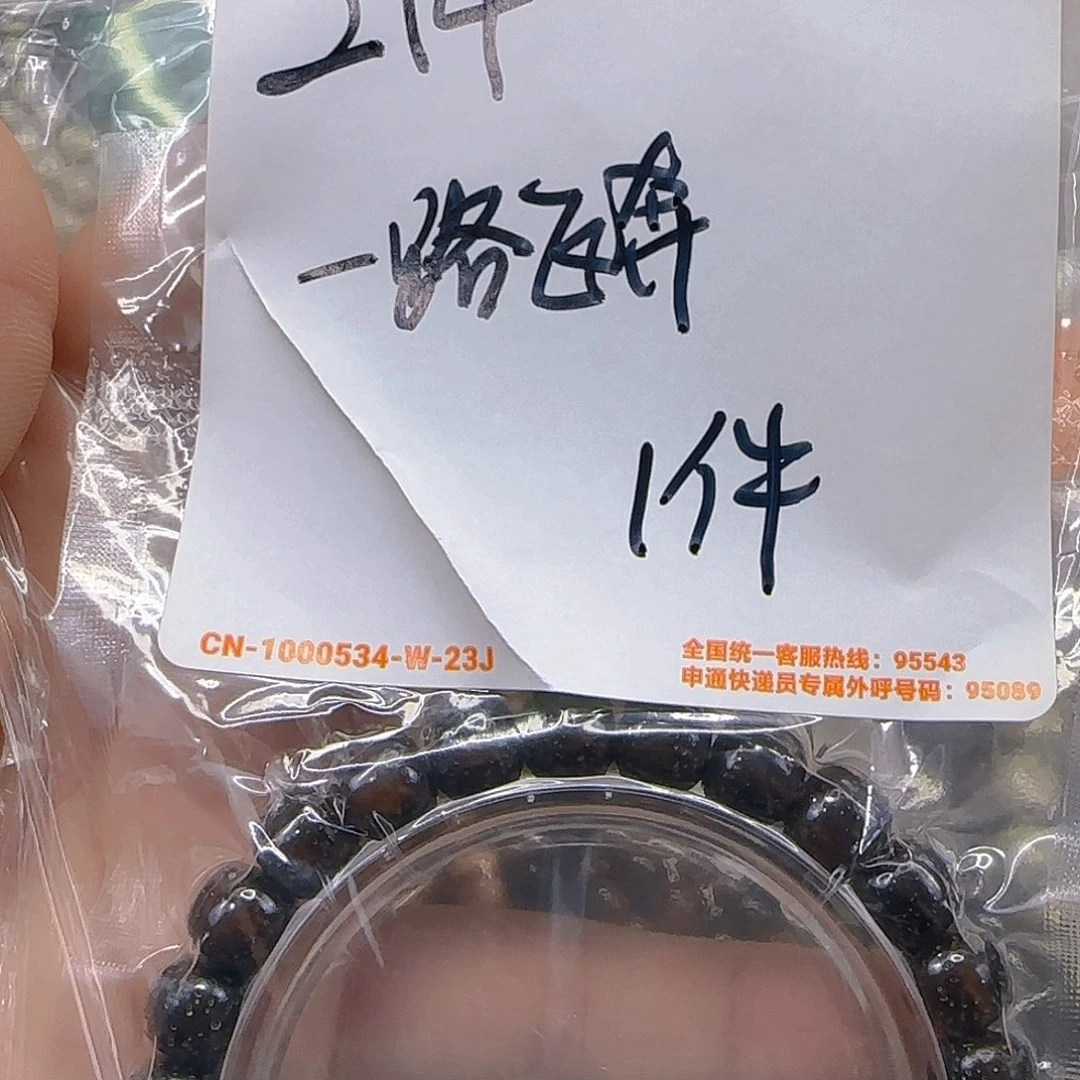 一路飞奔
1件
CN-1000534-W-23J
全国统一客服热线：95543
申通快递员专属外呼号码：95089